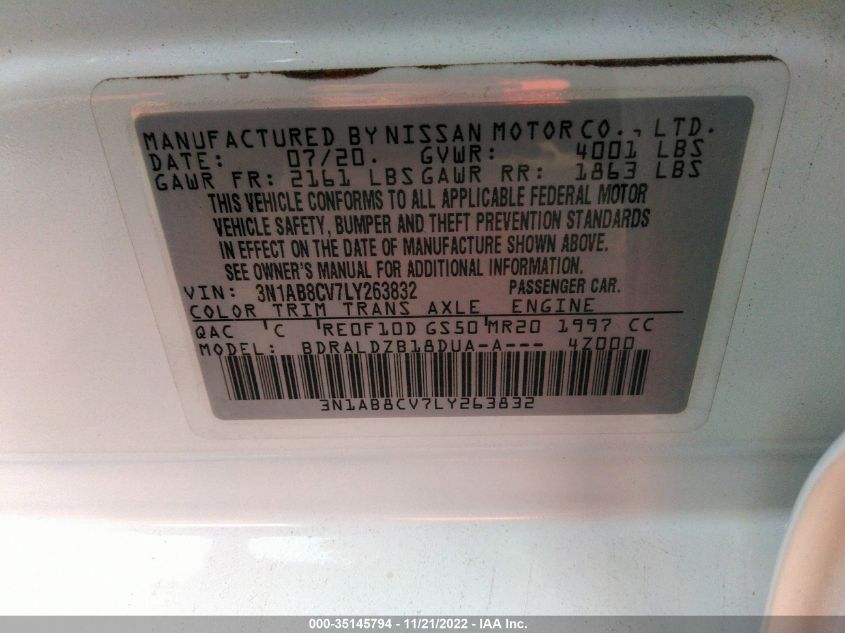 MANUFACTURED BY NISSAN MOTOR CO., LTD.
DATE: 07/20. GVWR: 4001 LBS
GAWR FR: 2161 LBS GAWR RR: 1863 LBS
THIS VEHICLE CONFORMS TO ALL APPLICABLE FEDERAL MOTOR
VEHICLE SAFETY, BUMPER AND THEFT PREVENTION STANDARDS
IN EFFECT ON THE DATE OF MANUFACTURE SHOWN ABOVE.
SEE OWNER'S MANUAL FOR ADDITIONAL INFORMATION.
VIN: 3N1AB8CV7LY263832 PASSENGER CAR.
COLOR TRIM TRANS AXLE ENGINE
QAC 'C 'RE0F10D GS50'MR20 1997 CC
MODEL: BDRALDZB18DUA-A--- 4Z000
3N1AB8CV7LY263832
000-35145794 - 11/21/2022 - IAA Inc.